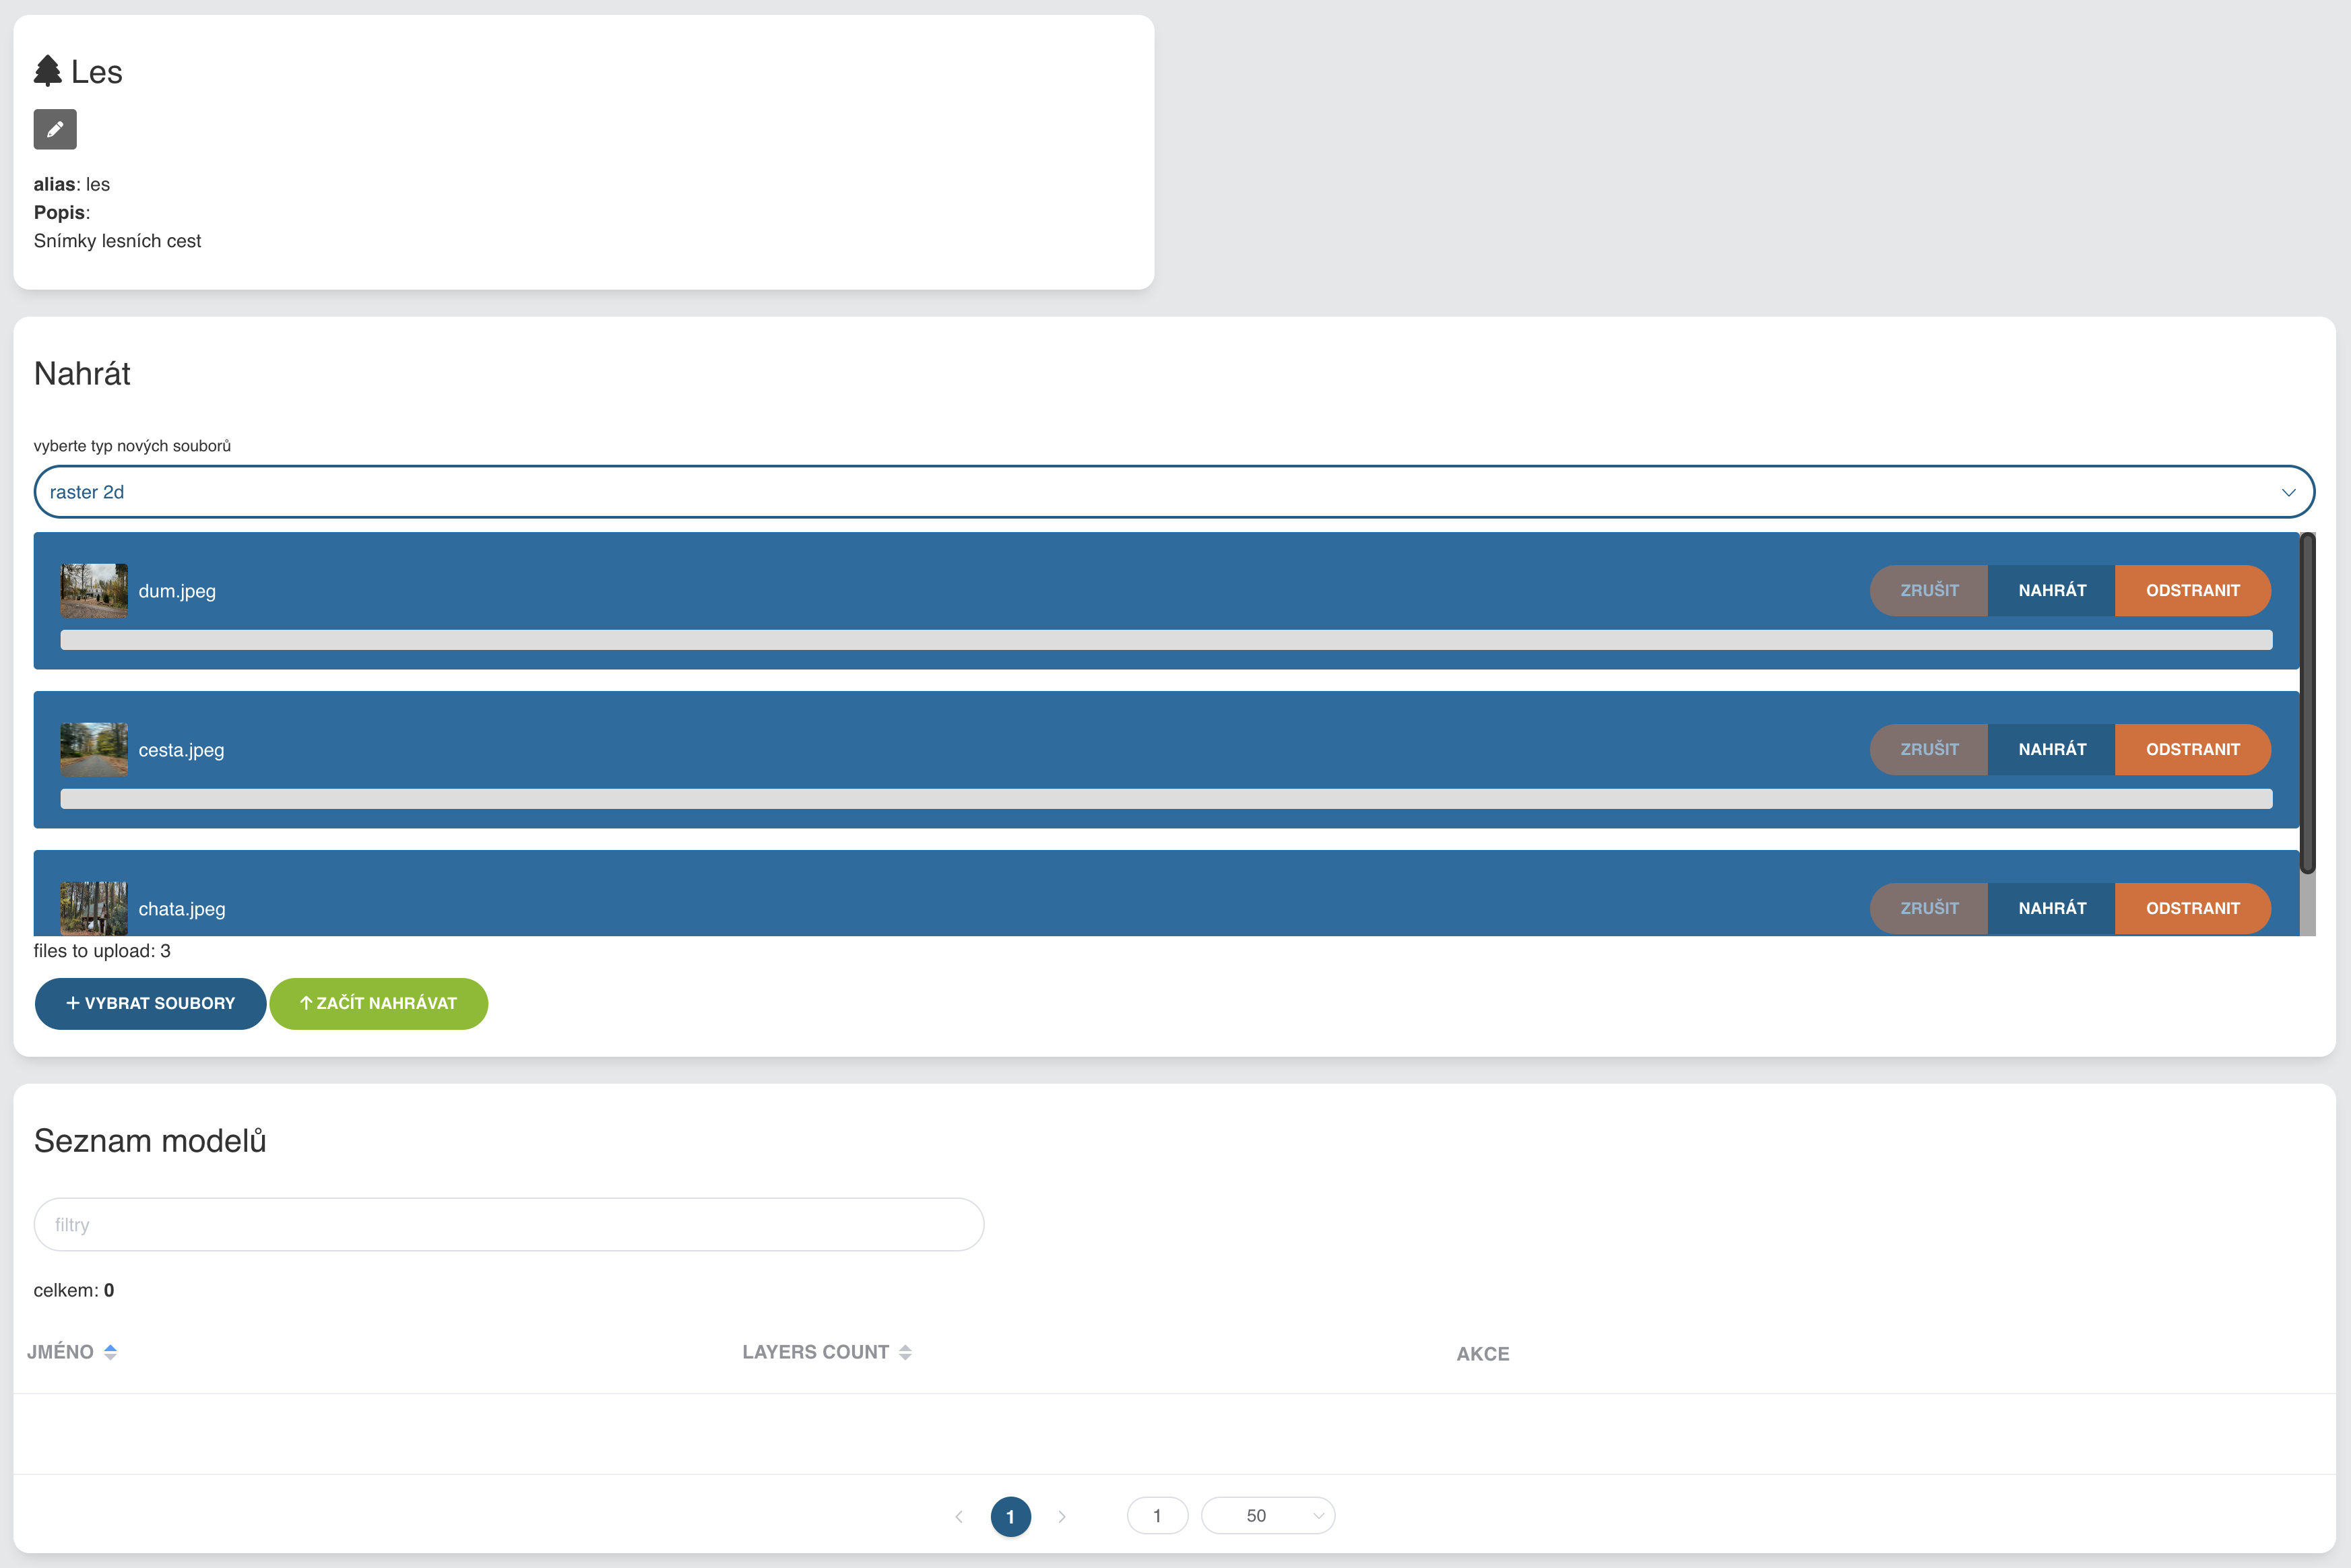 Les
alias: les
Popis:
Snímky lesních cest
Nahrát
vyberte typ nových souborů
raster 2d
dum.jpeg ZRUŠIT NAHRÁT ODSTRANIT
cesta.jpeg ZRUŠIT NAHRÁT ODSTRANIT
chata.jpeg ZRUŠIT NAHRÁT ODSTRANIT
files to upload: 3
VYBRAT SOUBORY ZAČÍT NAHRÁVAT
Seznam modelů
filtry
celkem: 0
JMÉNO LAYERS COUNT AKCE
1 1 50